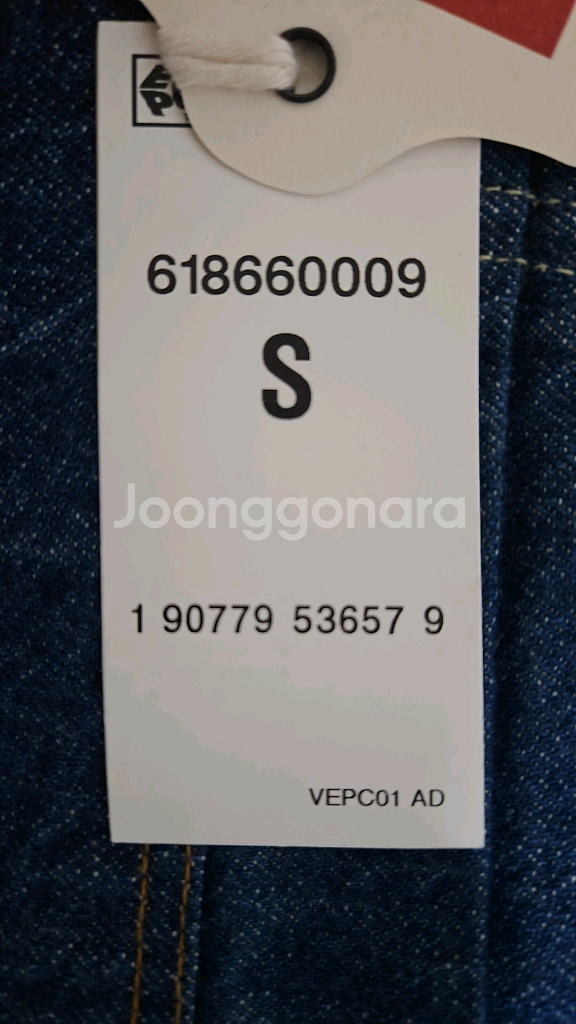 618660009
S
Joonggonara
1 90779 53657 9
VEPC01 AD